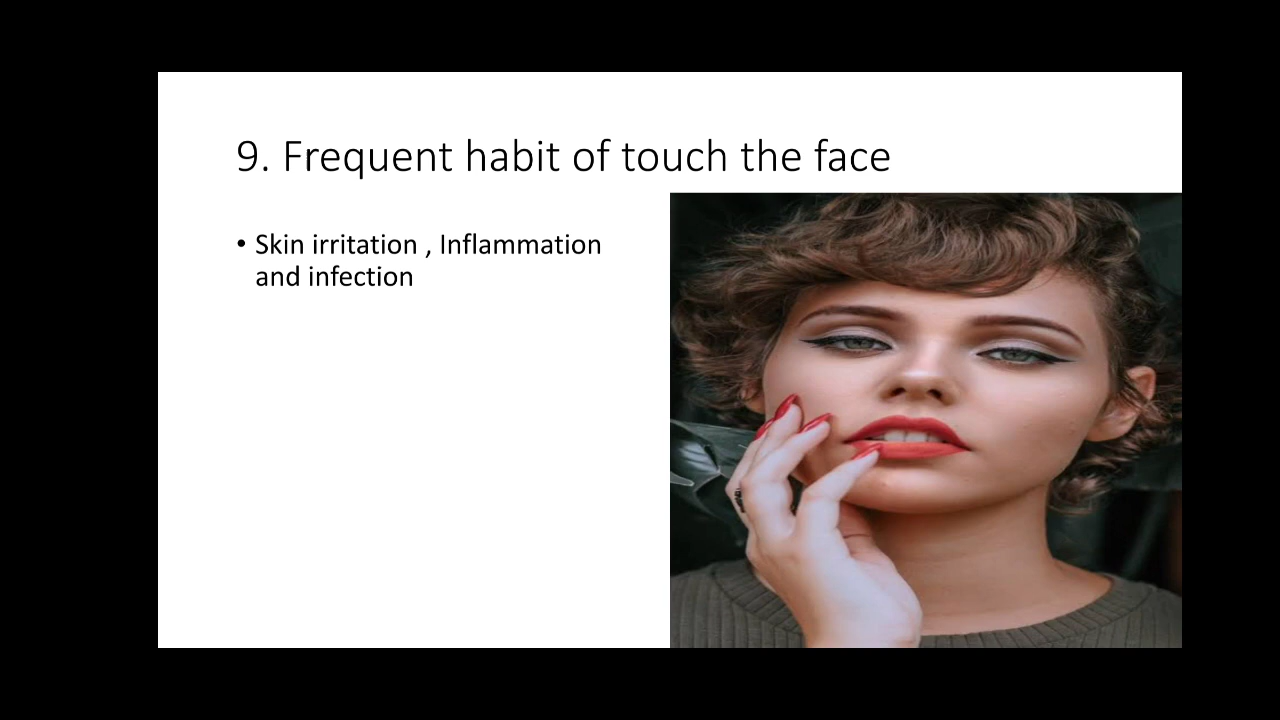 9. Frequent habit of touch the face
• Skin irritation , Inflammation
and infection